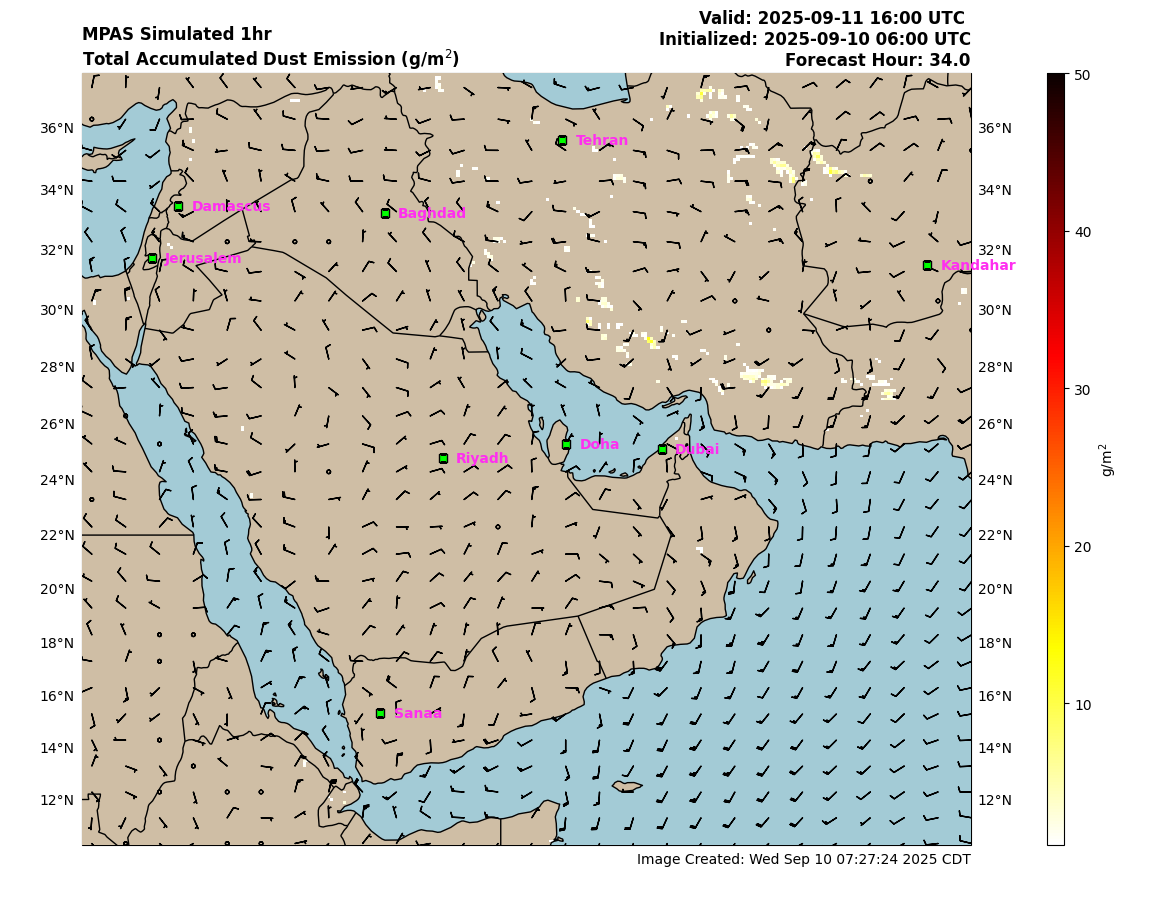 MPAS Simulated 1hr
Total Accumulated Dust Emission (g/m²)
Valid: 2025-09-11 16:00 UTC
Initialized: 2025-09-10 06:00 UTC
Forecast Hour: 34.0
36°N
34°N
32°N
30°N
28°N
26°N
24°N
22°N
20°N
18°N
16°N
14°N
12°N
Tehran
Damascus
Baghdad
Jerusalem
Kandahar
Doha
Dubai
Riyadh
Sanaa
36°N
34°N
32°N
30°N
28°N
26°N
24°N
22°N
20°N
18°N
16°N
14°N
12°N
50
40
30
20
10
g/m²
Image Created: Wed Sep 10 07:27:24 2025 CDT